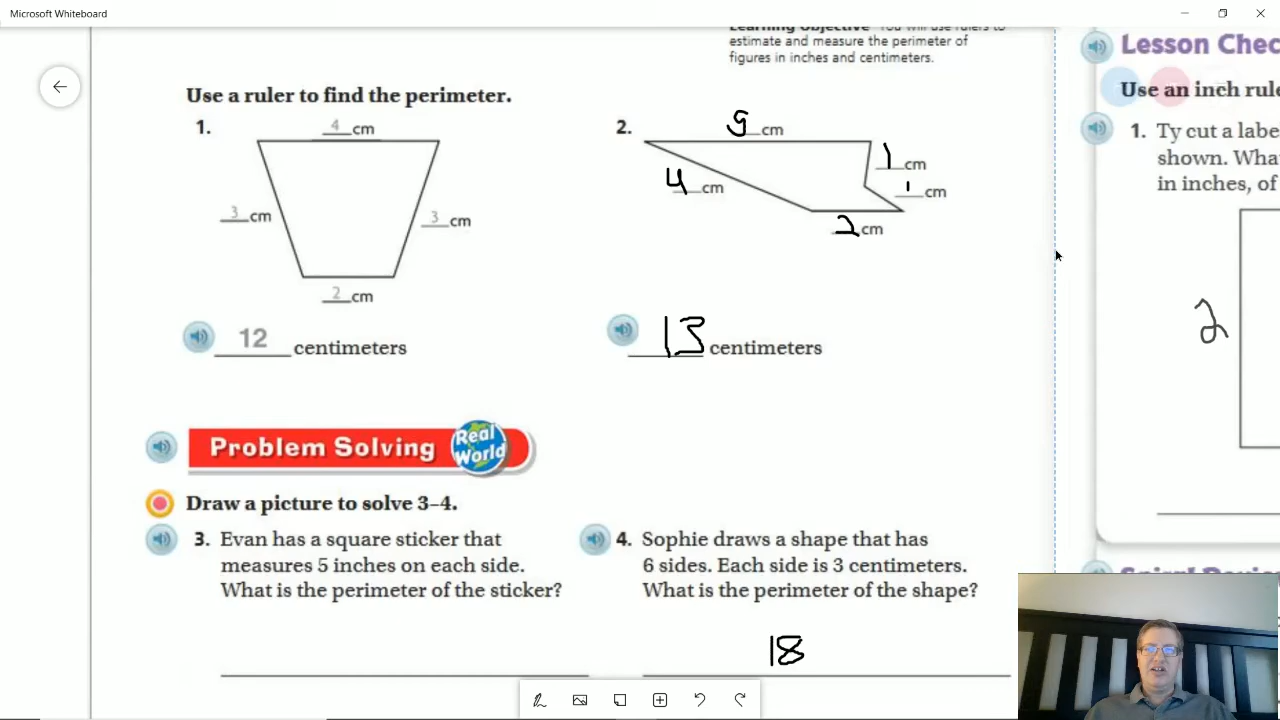 Microsoft Whiteboard
Learning Objective You will use rulers to
estimate and measure the perimeter of
figures in inches and centimeters.
Use a ruler to find the perimeter.
1.
4 cm
3 cm
3 cm
2 cm
12 centimeters
2.
5 cm
1 cm
1 cm
4 cm
2 cm
13 centimeters
Problem Solving Real World
Draw a picture to solve 3–4.
3. Evan has a square sticker that
measures 5 inches on each side.
What is the perimeter of the sticker?
4. Sophie draws a shape that has
6 sides. Each side is 3 centimeters.
What is the perimeter of the shape?
18
Lesson Chec
Use an inch rule
1. Ty cut a labe
shown. Wha
in inches, of
2